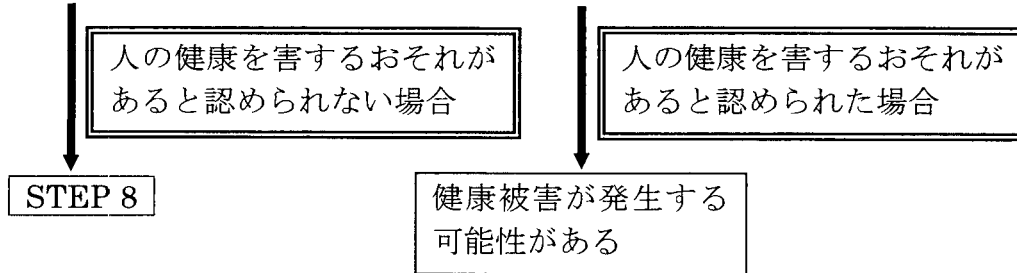 人の健康を害するおそれが
あると認められない場合
人の健康を害するおそれが
あると認められた場合
STEP 8
健康被害が発生する
可能性がある